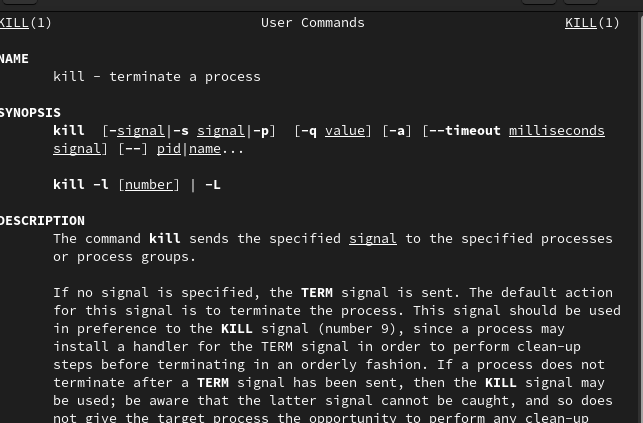 KILL(1) User Commands KILL(1)
NAME
kill - terminate a process
SYNOPSIS
kill [-signal|-s signal|-p] [-q value] [-a] [--timeout milliseconds
signal] [--] pid|name...
kill -l [number] | -L
DESCRIPTION
The command kill sends the specified signal to the specified processes
or process groups.
If no signal is specified, the TERM signal is sent. The default action
for this signal is to terminate the process. This signal should be used
in preference to the KILL signal (number 9), since a process may
install a handler for the TERM signal in order to perform clean-up
steps before terminating in an orderly fashion. If a process does not
terminate after a TERM signal has been sent, then the KILL signal may
be used; be aware that the latter signal cannot be caught, and so does
not give the target process the opportunity to perform any clean-up